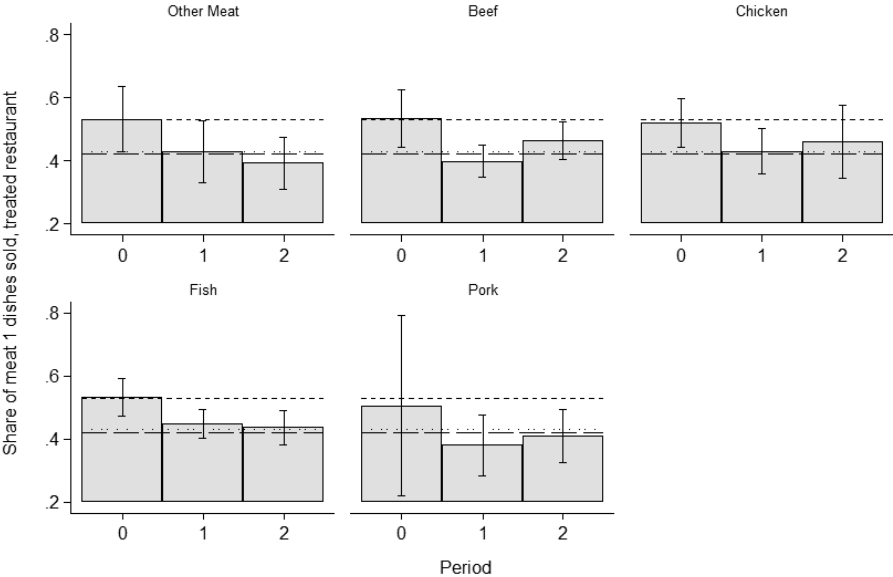 Other Meat
Beef
Chicken
Share of meat 1 dishes sold, treated restaurant
.8
.6
.4
.2
0 1 2
0 1 2
0 1 2
Fish
Pork
.8
.6
.4
.2
0 1 2
0 1 2
Period